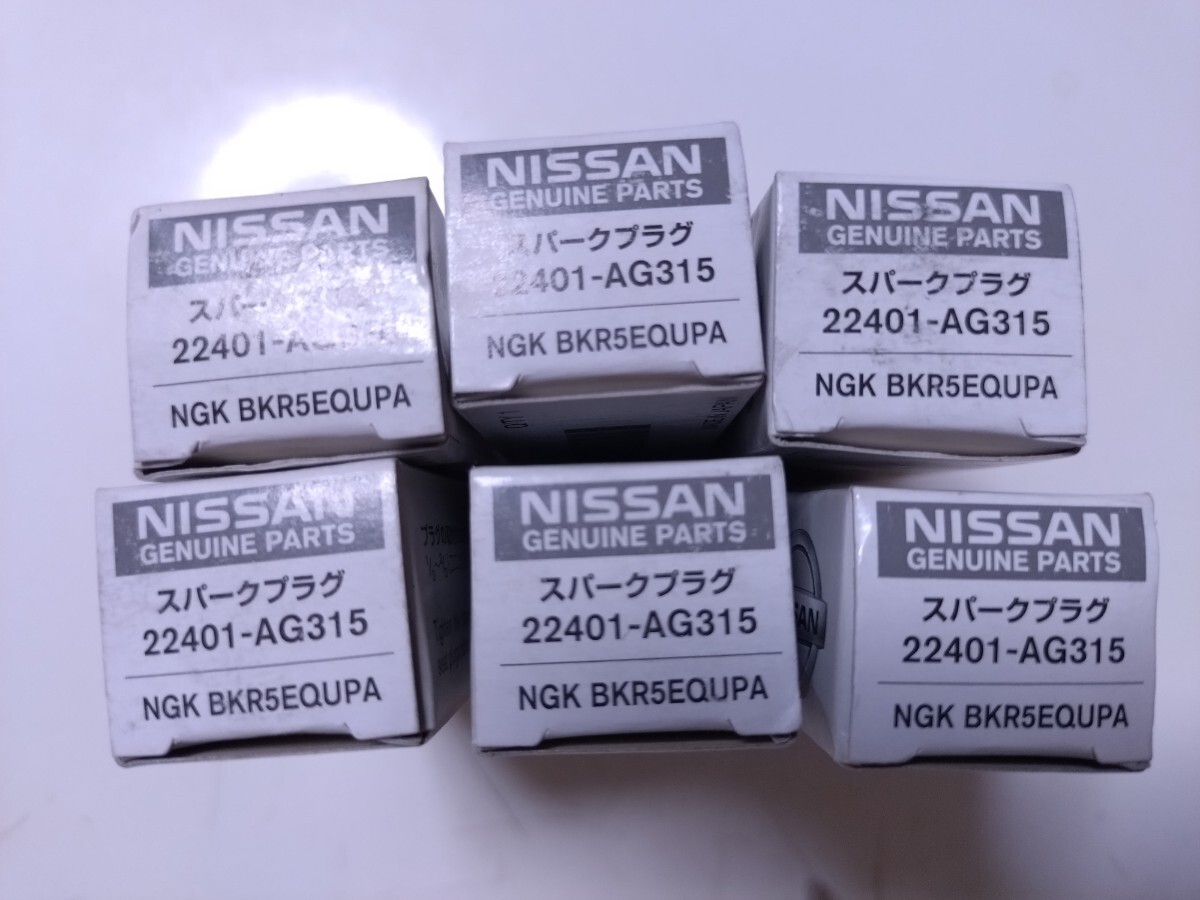 NISSAN
GENUINE PARTS
スパー
22401-A
NGK BKR5EQUPA
NISSAN
GENUINE PARTS
スパークプラグ
22401-AG315
NGK BKR5EQUPA
NISSAN
GENUINE PARTS
スパークプラグ
22401-AG315
NGK BKR5EQUPA
NISSAN
GENUINE PARTS
スパークプラグ
22401-AG315
NGK BKR5EQUPA
NISSAN
GENUINE PARTS
スパークプラグ
22401-AG315
NGK BKR5EQUPA
NISSAN
GENUINE PARTS
スパークプラグ
22401-AG315
NGK BKR5EQUPA